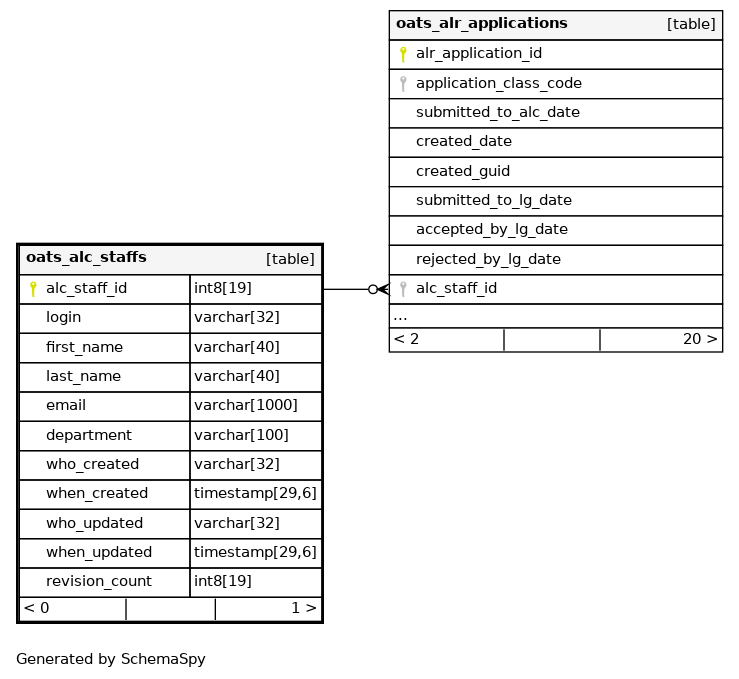 oats_alr_applications [table]
alr_application_id
application_class_code
submitted_to_alc_date
created_date
created_guid
submitted_to_lg_date
accepted_by_lg_date
rejected_by_lg_date
alc_staff_id
...
< 2 20 >
oats_alc_staffs [table]
alc_staff_id int8[19]
login varchar[32]
first_name varchar[40]
last_name varchar[40]
email varchar[1000]
department varchar[100]
who_created varchar[32]
when_created timestamp[29,6]
who_updated varchar[32]
when_updated timestamp[29,6]
revision_count int8[19]
< 0 1 >
Generated by SchemaSpy